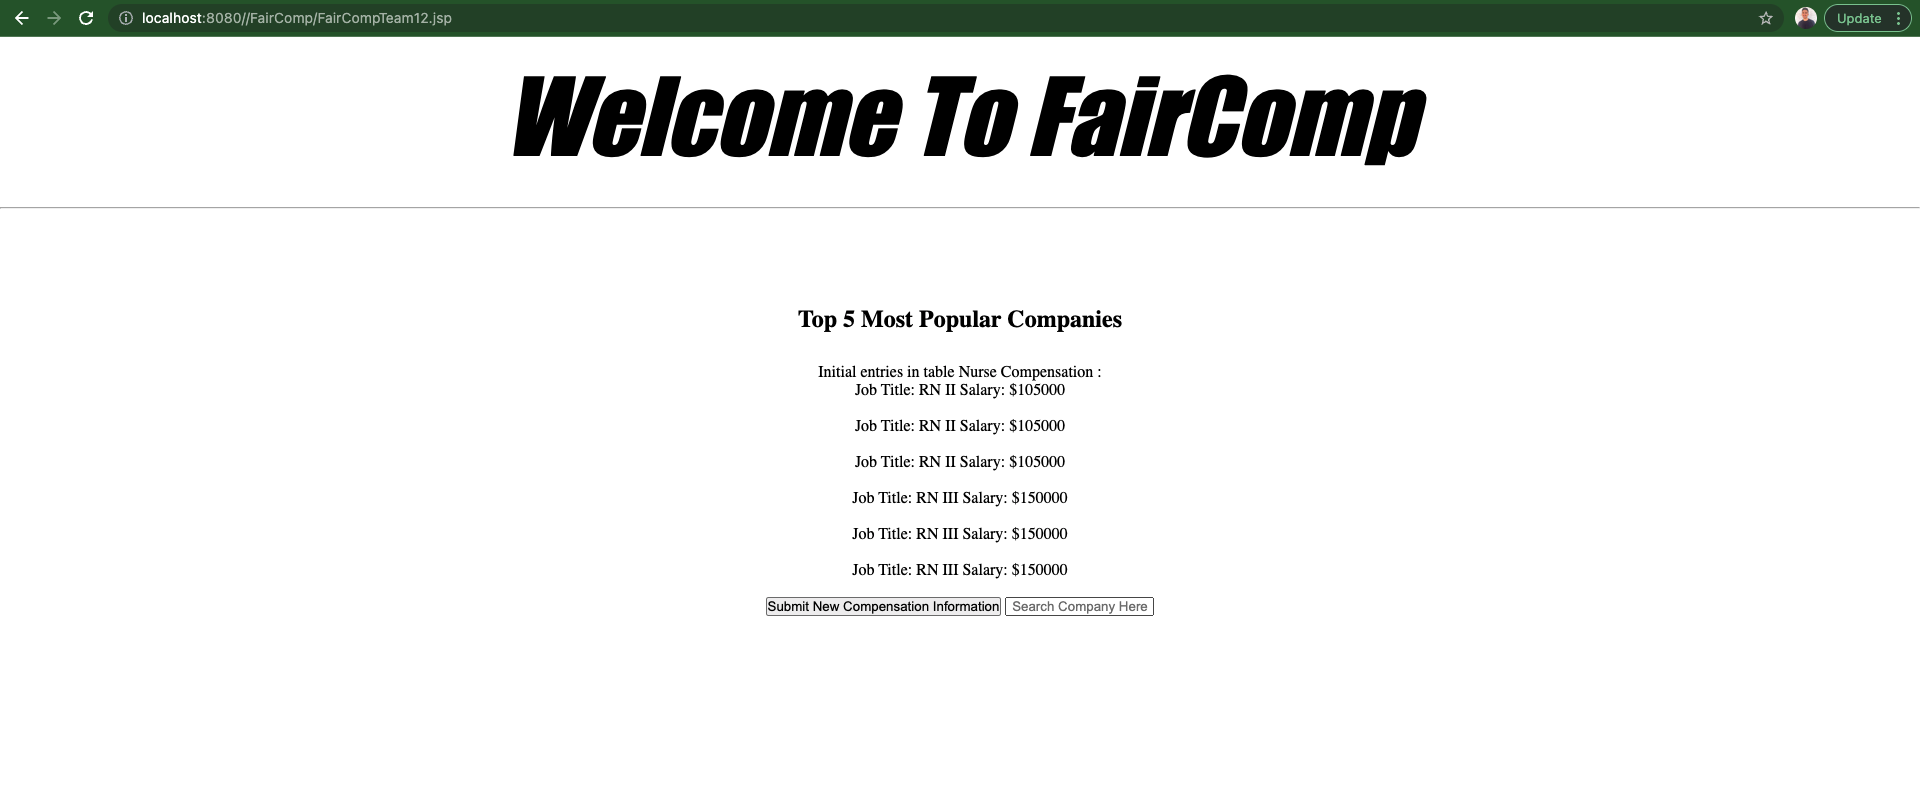 localhost:8080//FairComp/FairCompTeam12.jsp
Update
Welcome To FairComp
Top 5 Most Popular Companies
Initial entries in table Nurse Compensation :
Job Title: RN II Salary: $105000
Job Title: RN II Salary: $105000
Job Title: RN II Salary: $105000
Job Title: RN III Salary: $150000
Job Title: RN III Salary: $150000
Job Title: RN III Salary: $150000
Submit New Compensation Information Search Company Here